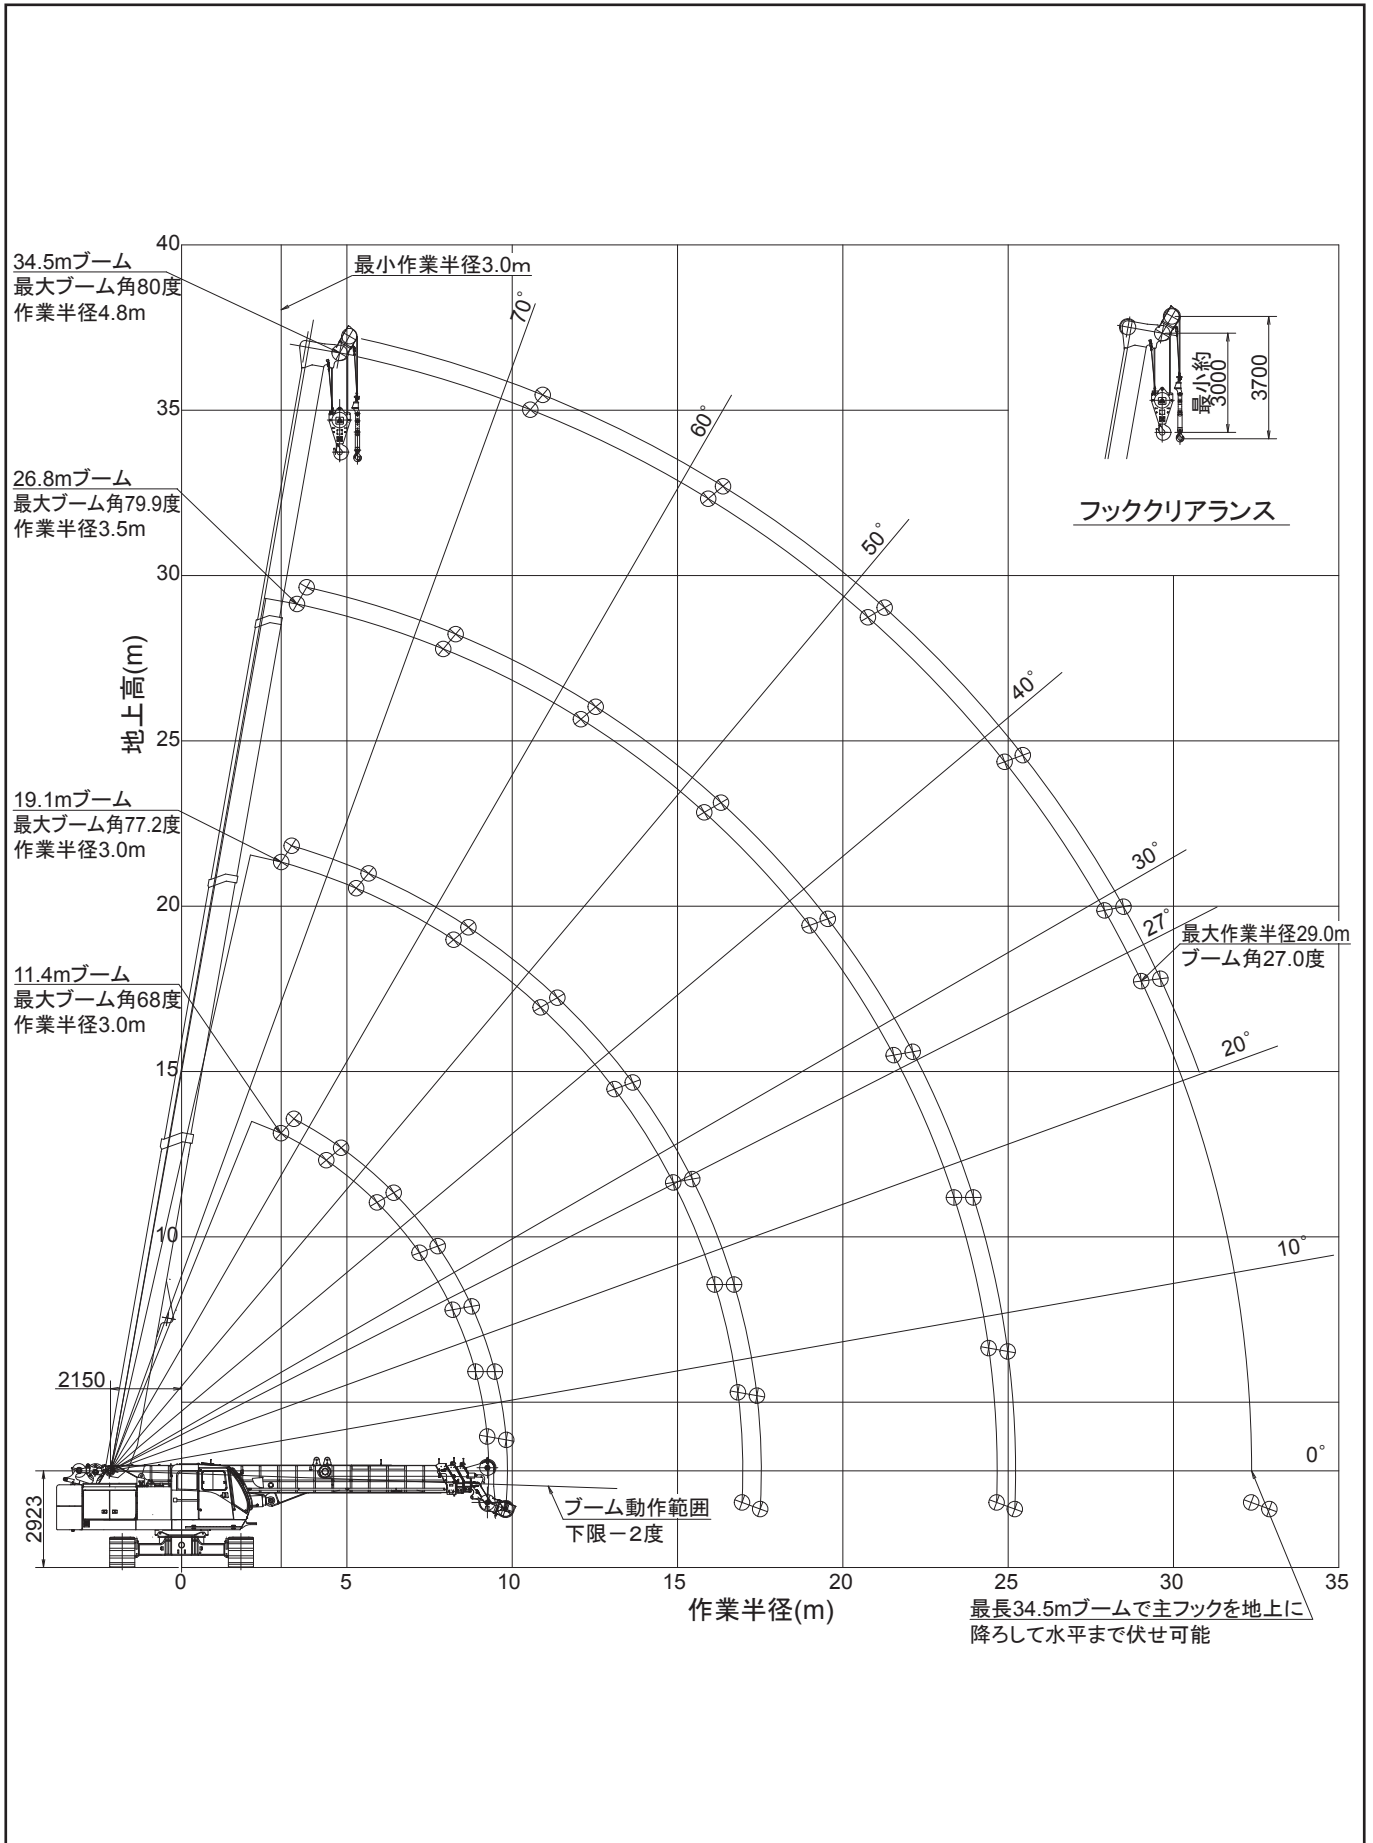 40
34.5mブーム
最大ブーム角80度
作業半径4.8m
最小作業半径3.0m
70°
最小約
3000
3700
フッククリアランス
35
60°
26.8mブーム
最大ブーム角79.9度
作業半径3.5m
50°
30
地上高(m)
40°
25
19.1mブーム
最大ブーム角77.2度
作業半径3.0m
30°
20
27°
最大作業半径29.0m
ブーム角27.0度
11.4mブーム
最大ブーム角68度
作業半径3.0m
20°
15
10
10°
2150
0°
2923
ブーム動作範囲
下限−2度
0 5 10 15 20 25 30 35
作業半径(m)
最長34.5mブームで主フックを地上に
降ろして水平まで伏せ可能